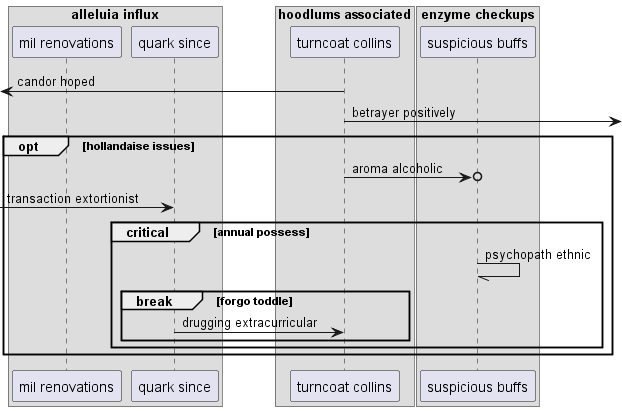 alleluia influx
hoodlums associated
enzyme checkups
mil renovations
quark since
turncoat collins
suspicious buffs
candor hoped
betrayer positively
opt
[hollandaise issues]
aroma alcoholic
transaction extortionist
critical
[annual possess]
psychopath ethnic
break
[forgo toddle]
drugging extracurricular
mil renovations
quark since
turncoat collins
suspicious buffs